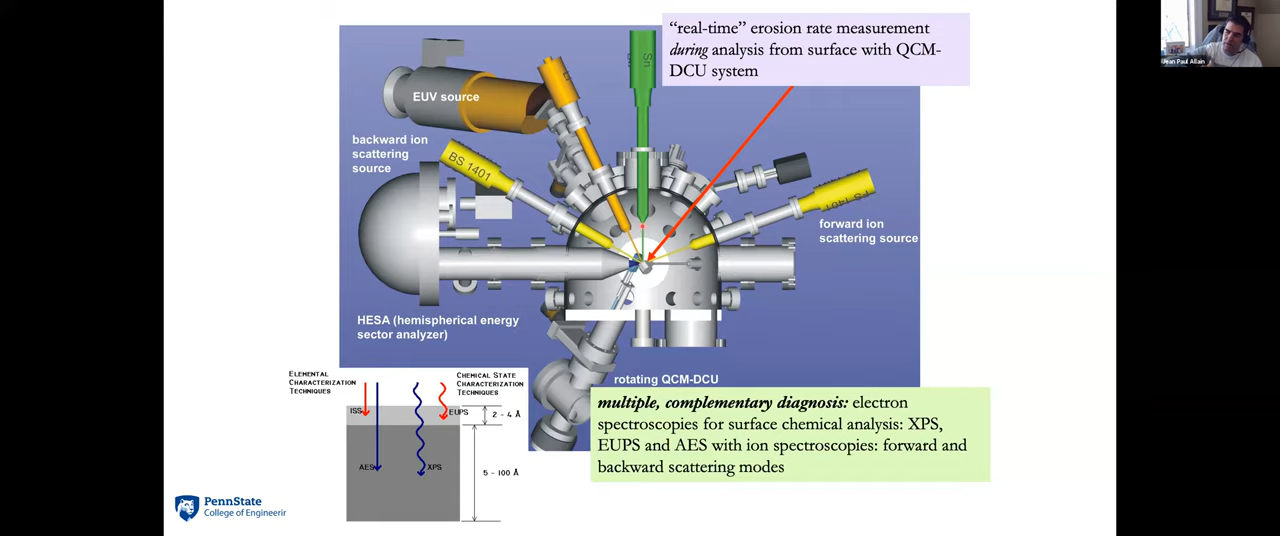 “real-time” erosion rate measurement
during analysis from surface with QCM-
DCU system
Jean Paul Allain
EUV source
Sn
backward ion
scattering
source
BS 1401
forward ion
scattering source
HESA (hemispherical energy
sector analyzer)
rotating QCM-DCU
ELEMENTAL
CHARACTERIZATION
TECHNIQUES
CHEMICAL STATE
CHARACTERIZATION
TECHNIQUES
ISS
EUPS
2 - 4 Å
AES
XPS
5 - 100 Å
multiple, complementary diagnosis: electron
spectroscopies for surface chemical analysis: XPS,
EUPS and AES with ion spectroscopies: forward and
backward scattering modes
PennState
College of Engineerir